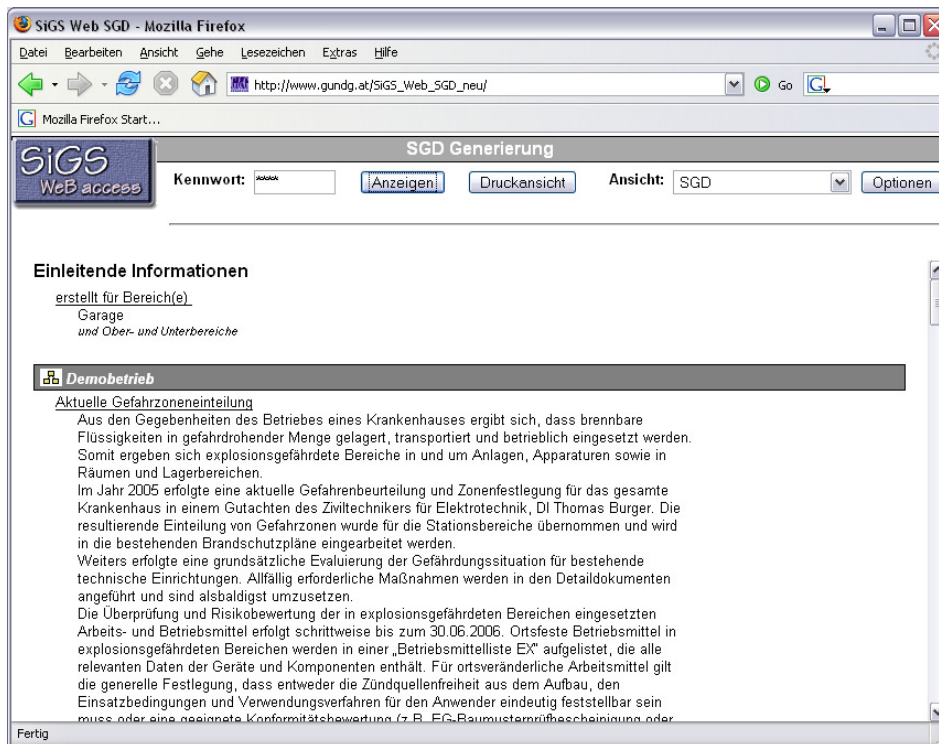 SiGS Web SGD - Mozilla Firefox
Datei Bearbeiten Ansicht Gehe Lesezeichen Extras Hilfe
http://www.gundg.at/SiGS_Web_SGD_neu/
Go
Mozilla Firefox Start...
SiGS
WeB access
SGD Generierung
Kennwort: **** Anzeigen Druckansicht Ansicht: SGD Optionen
Einleitende Informationen
erstellt für Bereich(e)
Garage
und Ober- und Unterbereiche
Demobetrieb
Aktuelle Gefahrzoneneinteilung
Aus den Gegebenheiten des Betriebes eines Krankenhauses ergibt sich, dass brennbare
Flüssigkeiten in gefahrdrohender Menge gelagert, transportiert und betrieblich eingesetzt werden.
Somit ergeben sich explosionsgefährdete Bereiche in und um Anlagen, Apparaturen sowie in
Räumen und Lagerbereichen.
Im Jahr 2005 erfolgte eine aktuelle Gefahrenbeurteilung und Zonenfestlegung für das gesamte
Krankenhaus in einem Gutachten des Ziviltechnikers für Elektrotechnik, DI Thomas Burger. Die
resultierende Einteilung von Gefahrzonen wurde für die Stationsbereiche übernommen und wird
in die bestehenden Brandschutzpläne eingearbeitet werden.
Weiters erfolgte eine grundsätzliche Evaluierung der Gefährdungssituation für bestehende
technische Einrichtungen. Allfällig erforderliche Maßnahmen werden in den Detaildokumenten
angeführt und sind alsbaldigst umzusetzen.
Die Überprüfung und Risikobewertung der in explosionsgefährdeten Bereichen eingesetzten
Arbeits- und Betriebsmittel erfolgt schrittweise bis zum 30.06.2006. Ortsfeste Betriebsmittel in
explosionsgefährdeten Bereichen werden in einer „Betriebsmittelliste EX" aufgelistet, die alle
relevanten Daten der Geräte und Komponenten enthält. Für ortsveränderliche Arbeitsmittel gilt
die generelle Festlegung, dass entweder die Zündquellenfreiheit aus dem Aufbau, den
Einsatzbedingungen und Verwendungsverfahren für den Anwender eindeutig feststellbar sein
muss oder eine geeignete Konformitätsbewertung (z.B. EG-Baumusterprüfbescheinigung oder
Fertig